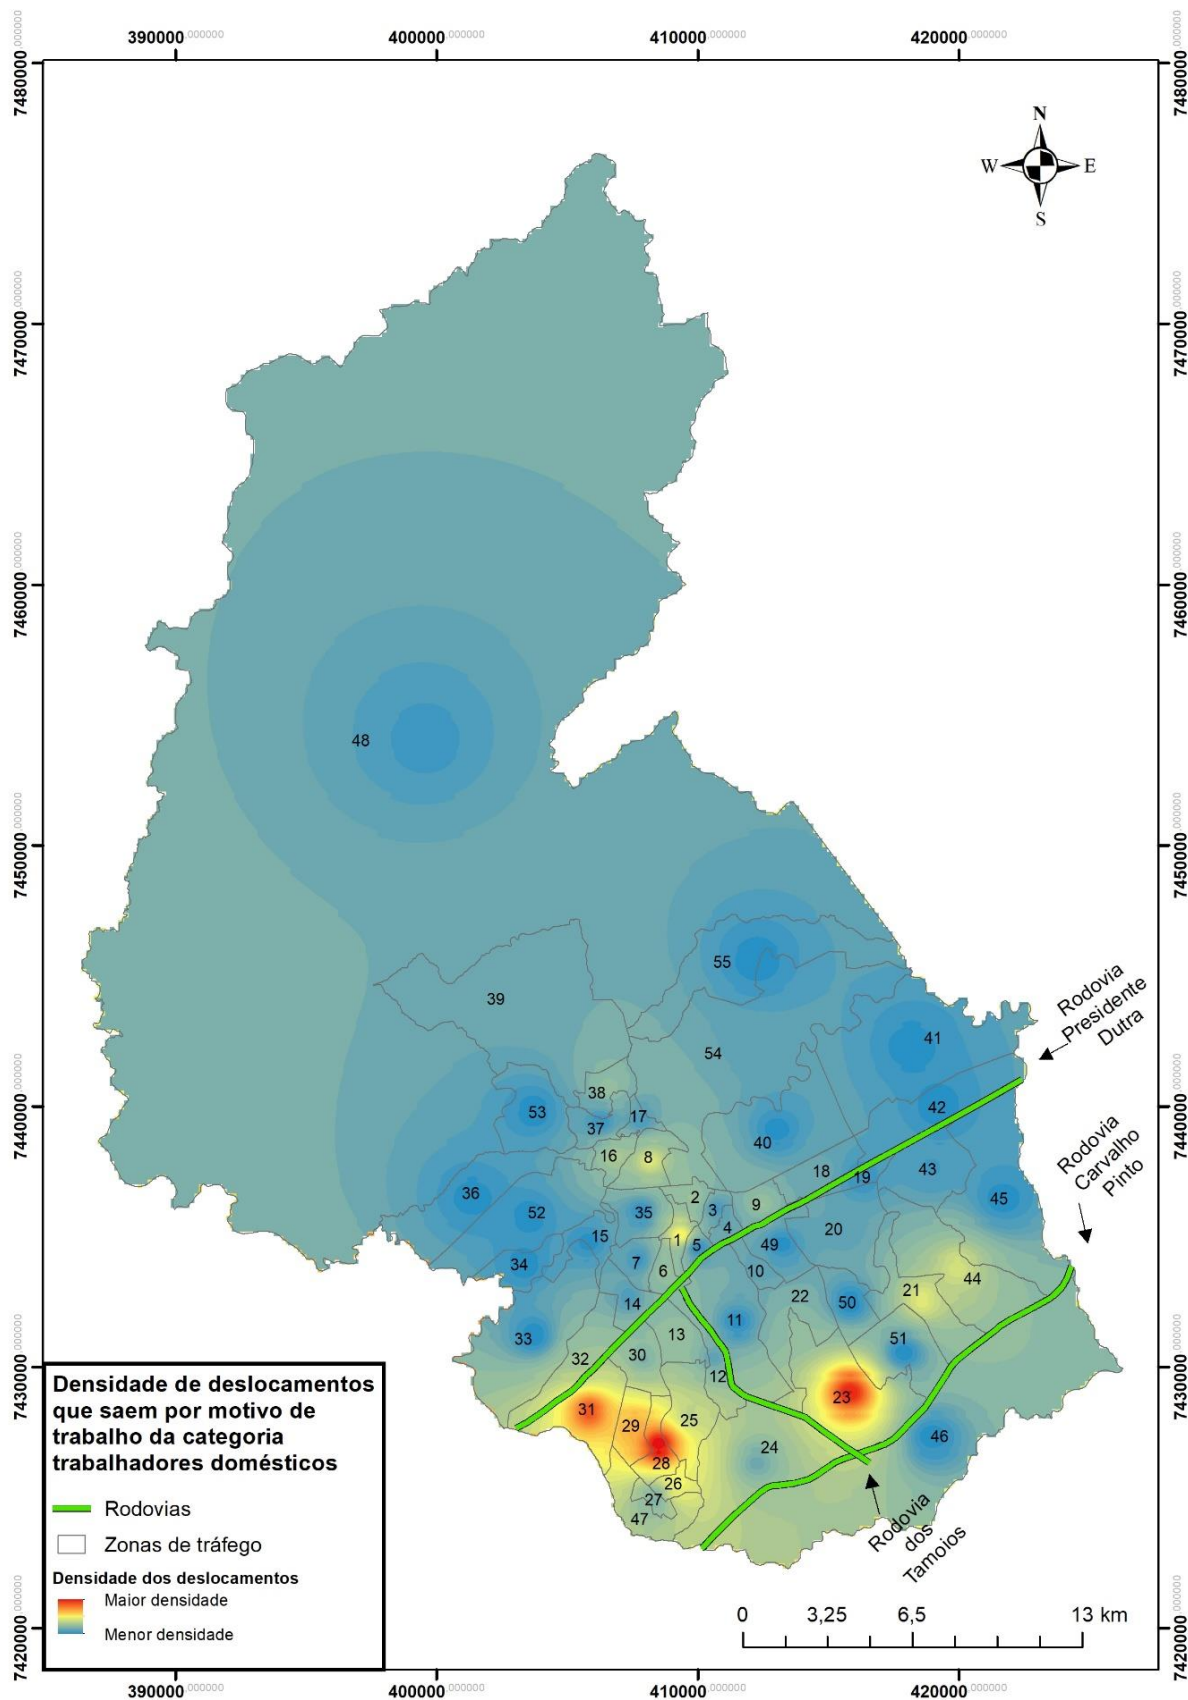 390000,000000 400000,000000 410000,000000 420000,000000
7480000,000000 7480000,000000
N
W E
S
7470000,000000 7470000,000000
7460000,000000 7460000,000000
48
7450000,000000 7450000,000000
55
39
Rodovia
Presidente
Dutra
41
54
38
53 17 42
7440000,000000 7440000,000000
37
40
Rodovia
Carvalho
Pinto
16 8
18 43
19
36 2 9 45
52 35 3
4 20
15 1 5 49
34 7 6 10 44
14 22 50 21
33 11
13 51
32 30
7430000,000000 7430000,000000
12
31 23
29 25
24 46
28
26
27
47
Rodovia
dos
Tamoios
Densidade de deslocamentos
que saem por motivo de
trabalho da categoria
trabalhadores domésticos
Rodovias
Zonas de tráfego
Densidade dos deslocamentos
Maior densidade
Menor densidade
0 3,25 6,5 13 km
7420000,000000 7420000,000000
390000,000000 400000,000000 410000,000000 420000,000000